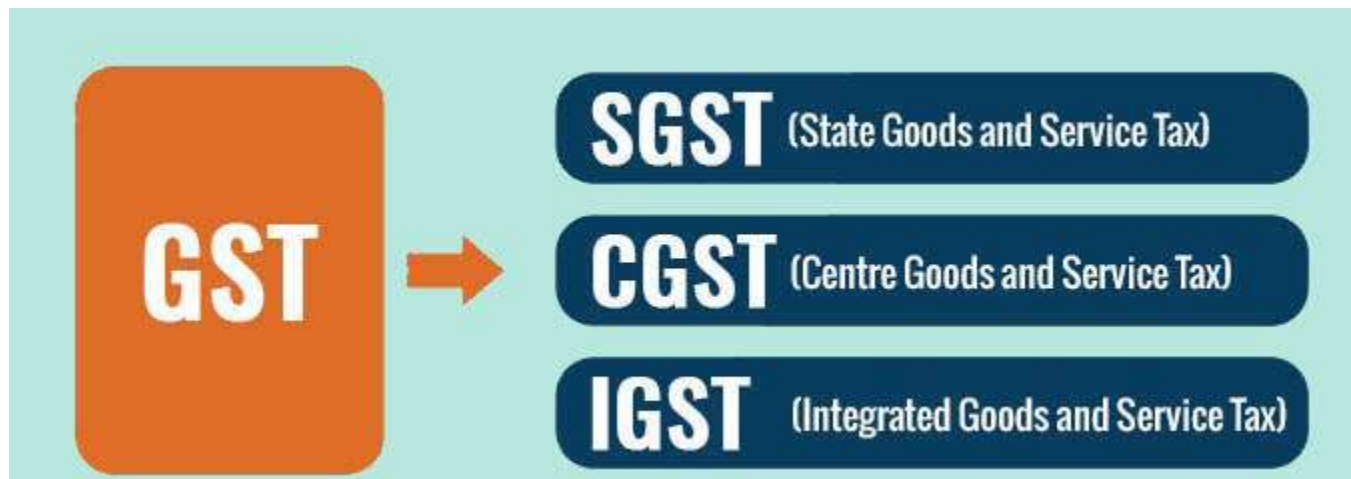 GST
SGST (State Goods and Service Tax)
CGST (Centre Goods and Service Tax)
IGST (Integrated Goods and Service Tax)